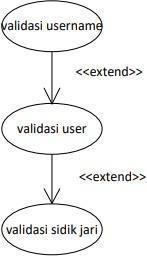 validasi username
<<extend>>
validasi user
<<extend>>
validasi sidik jari